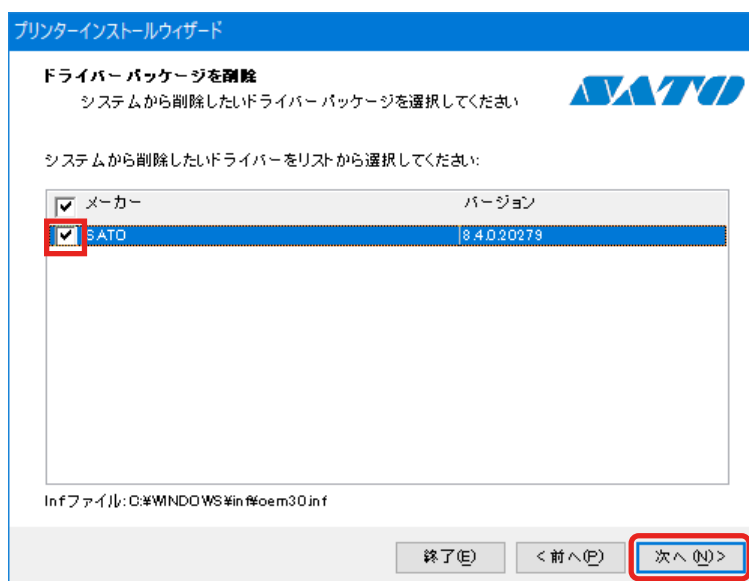 プリンターインストールウィザード
ドライバー パッケージを削除
システムから削除したいドライバー パッケージを選択してください
SATO
システムから削除したいドライバーをリストから選択してください:
メーカー バージョン
SATO 8.4.0.20279
Infファイル: C:¥WINDOWS¥inf¥oem30.inf
終了(E) <前へ(P) 次へ(N)>